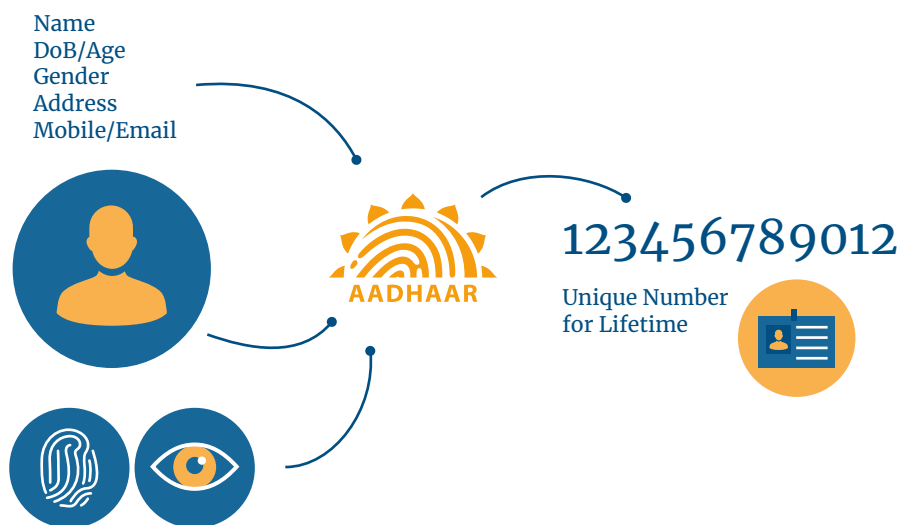 Name
DoB/Age
Gender
Address
Mobile/Email
AADHAAR
123456789012
Unique Number
for Lifetime